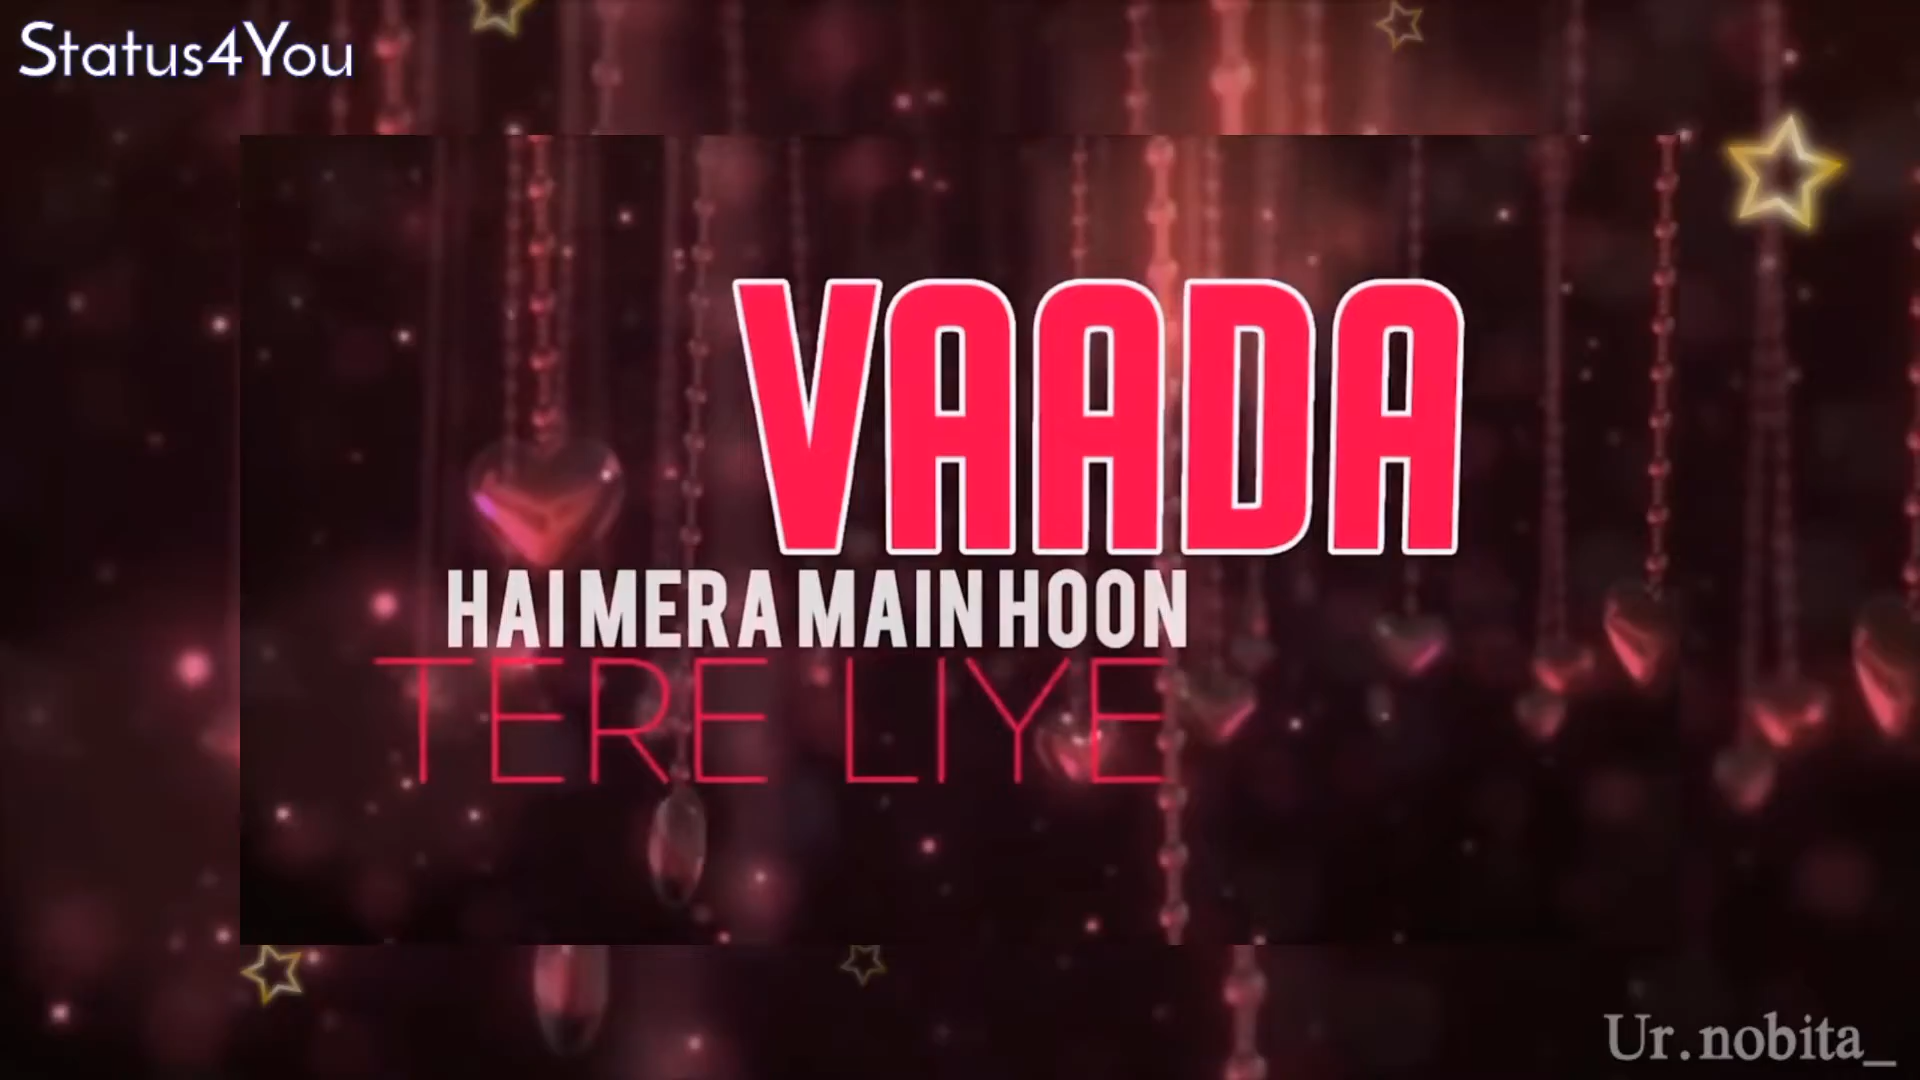 Status4You
VAADA
HAI MERA MAIN HOON
TERE LIYE
Ur.nobita_